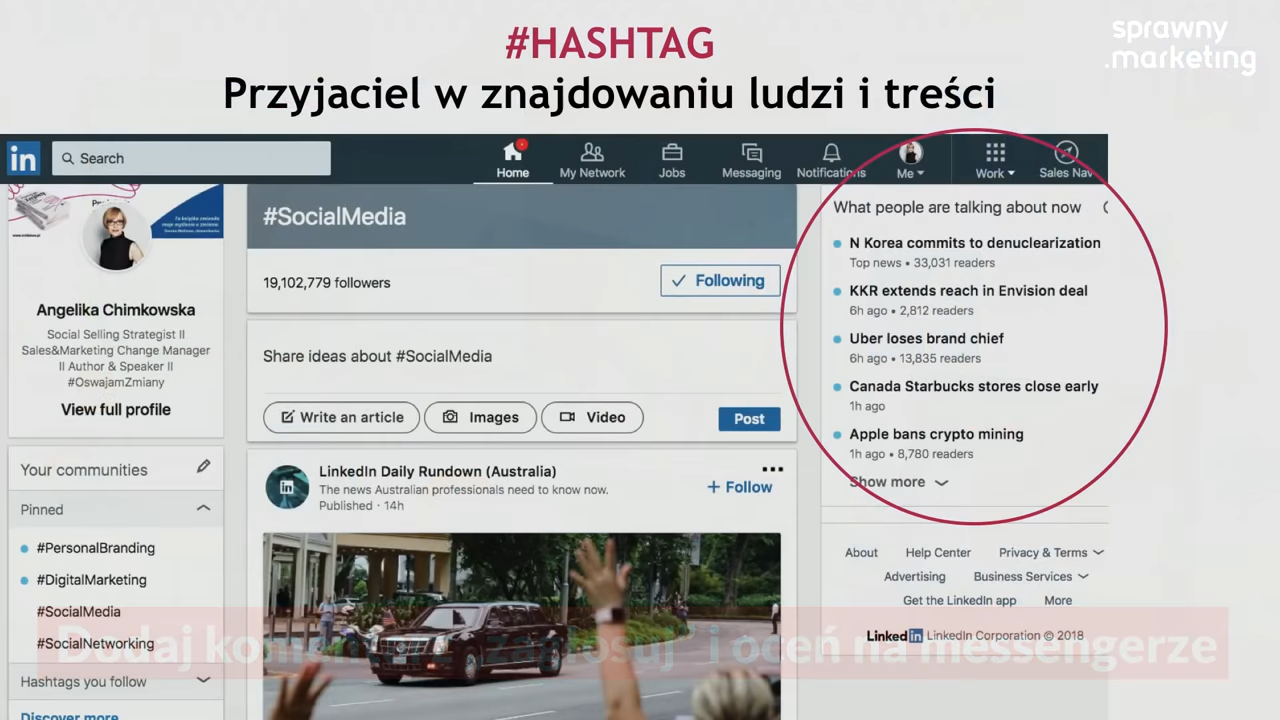 #HASHTAG
Przyjaciel w znajdowaniu ludzi i treści
sprawny
.marketing
in
Search
Home
My Network
Jobs
Messaging
Notifications
Me
Work
Sales Nav
Angelika Chimkowska
Social Selling Strategist II
Sales&Marketing Change Manager
II Author & Speaker II
#OswajamZmiany
View full profile
Your communities
Pinned
#PersonalBranding
#DigitalMarketing
#SocialMedia
#SocialNetworking
Hashtags you follow
Discover more
#SocialMedia
19,102,779 followers
Following
Share ideas about #SocialMedia
Write an article
Images
Video
Post
LinkedIn Daily Rundown (Australia)
The news Australian professionals need to know now.
Published · 14h
+ Follow
What people are talking about now
N Korea commits to denuclearization
Top news • 33,031 readers
KKR extends reach in Envision deal
6h ago • 2,812 readers
Uber loses brand chief
6h ago • 13,835 readers
Canada Starbucks stores close early
1h ago
Apple bans crypto mining
1h ago • 8,780 readers
Show more
About Help Center Privacy & Terms
Advertising Business Services
Get the LinkedIn app More
Linked in LinkedIn Corporation © 2018
Dodaj i oceń na messengerze